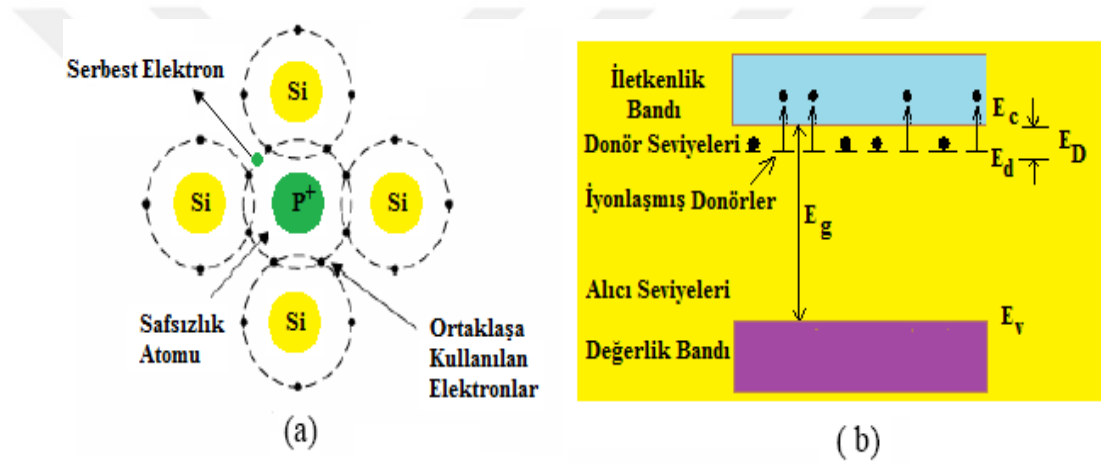 Serbest Elektron
Si
Si
P+
Si
Si
Safsızlık
Atomu
Ortaklaşa
Kullanılan
Elektronlar
(a)
İletkenlik
Bandı
Donör Seviyeleri
İyonlaşmış Donörler
E c
E d
E D
E g
Alıcı Seviyeleri
E v
Değerlik Bandı
( b)